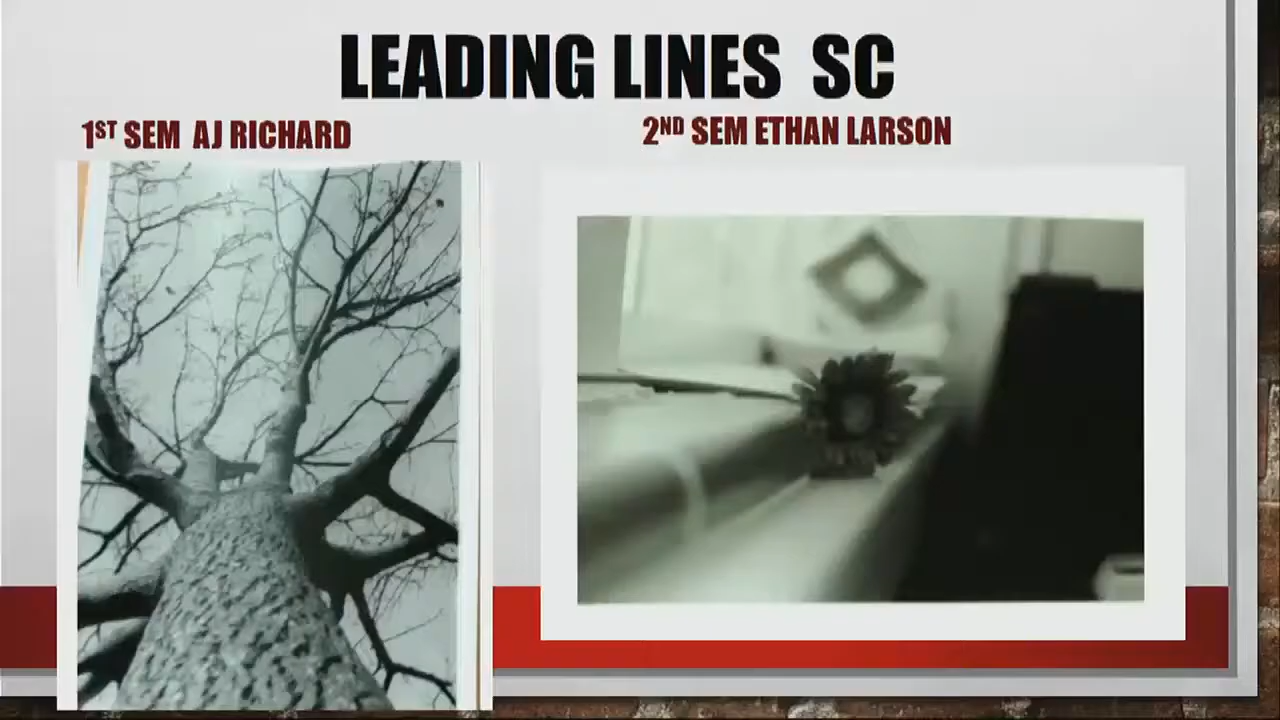 LEADING LINES SC
1ST SEM AJ RICHARD
2ND SEM ETHAN LARSON